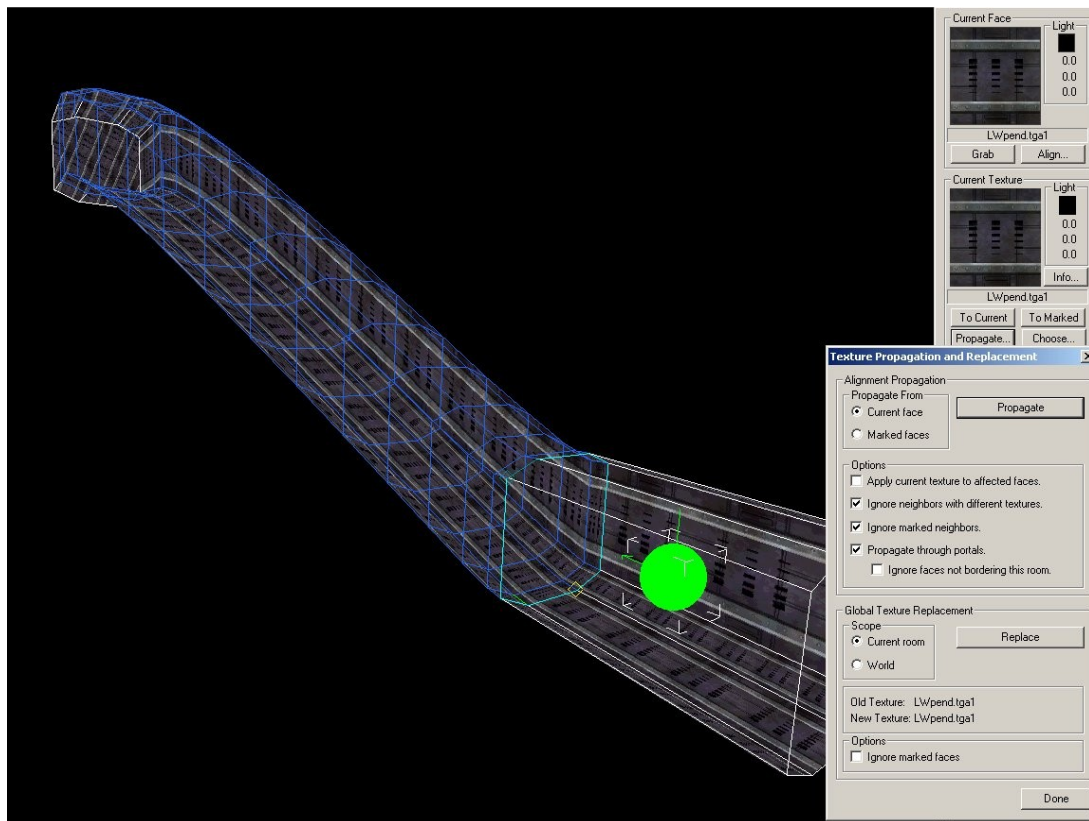 Current Face
Light
0.0
0.0
0.0
LWpend.tga1
Grab
Align...
Current Texture
Light
0.0
0.0
0.0
Info...
LWpend.tga1
To Current
To Marked
Propagate...
Choose...
Texture Propagation and Replacement
Alignment Propagation
Propagate From
Current face
Marked faces
Propagate
Options
Apply current texture to affected faces.
Ignore neighbors with different textures.
Ignore marked neighbors.
Propagate through portals.
Ignore faces not bordering this room.
Global Texture Replacement
Scope
Current room
World
Replace
Old Texture: LWpend.tga1
New Texture: LWpend.tga1
Options
Ignore marked faces
Done